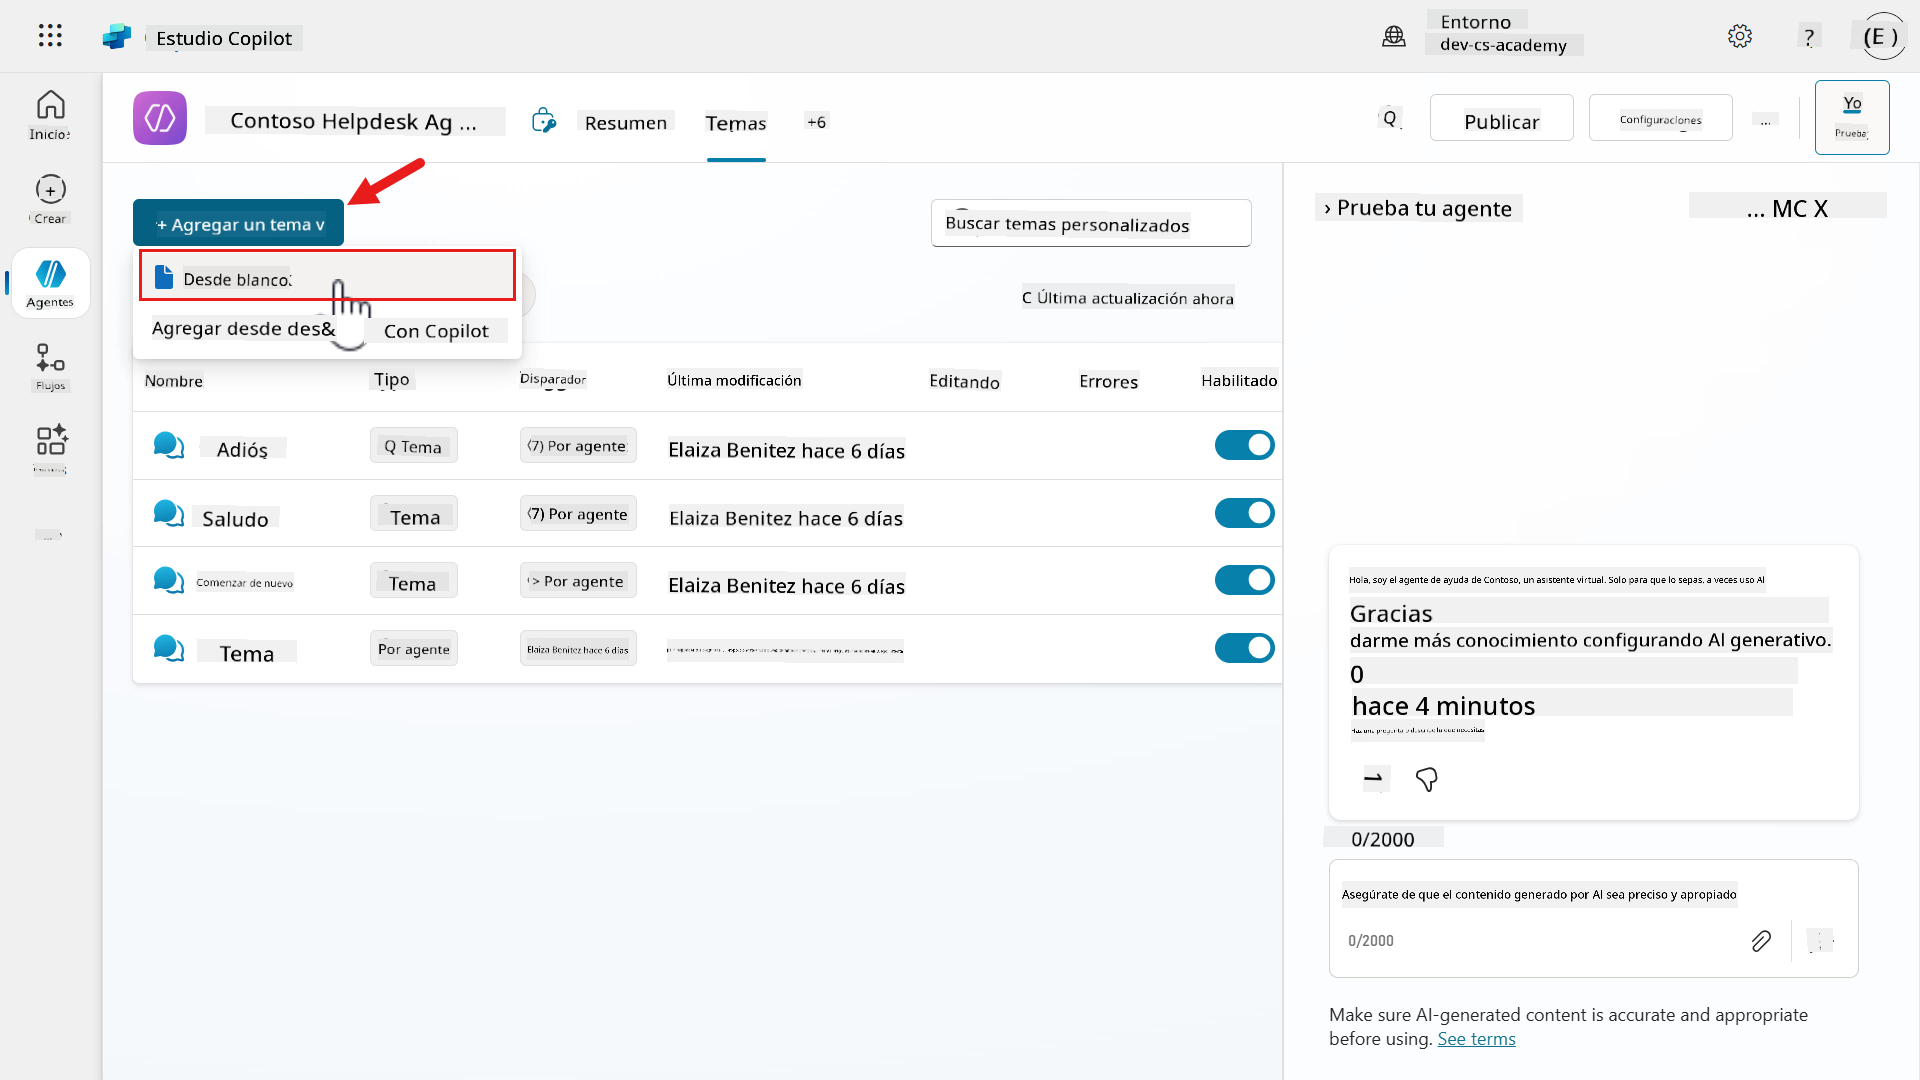 Estudio Copilot
Entorno
dev-cs-academy
?
(E )
Inicio
Crear
Agentes
Flujos
Contoso Helpdesk Ag ...
Resumen
Temas
+6
Q
Publicar
Configuraciones
...
Yo
Prueba
+ Agregar un tema v
Buscar temas personalizados
Desde blanco
Agregar desde des&
Con Copilot
C Última actualización ahora
Nombre
Tipo
Disparador
Última modificación
Editando
Errores
Habilitado
Adiós
Q Tema
(7) Por agente
Elaiza Benitez hace 6 días
Saludo
Tema
(7) Por agente
Elaiza Benitez hace 6 días
Comenzar de nuevo
Tema
> Por agente
Elaiza Benitez hace 6 días
Tema
Por agente
Elaiza Benitez hace 6 días
› Prueba tu agente
... MC X
Hola, soy el agente de ayuda de Contoso, un asistente virtual. Solo para que lo sepas, a veces uso AI
Gracias
darme más conocimiento configurando AI generativo.
0
hace 4 minutos
Haz una pregunta o describe lo que necesitas
0/2000
Asegúrate de que el contenido generado por AI sea preciso y apropiado
0/2000
Make sure AI-generated content is accurate and appropriate
before using. See terms